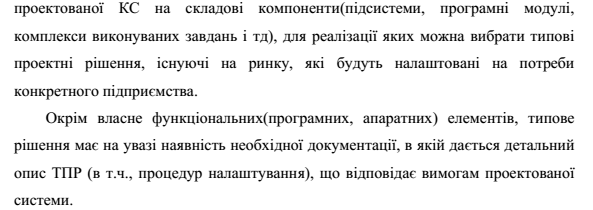 проектованої КС на складові компоненти(підсистеми, програмні модулі,
комплекси виконуваних завдань і тд), для реалізації яких можна вибрати типові
проектні рішення, існуючі на ринку, які будуть налаштовані на потреби
конкретного підприємства.
Окрім власне функціональних(програмних, апаратних) елементів, типове
рішення має на увазі наявність необхідної документації, в якій дається детальний
опис ТПР (в т.ч., процедур налаштування), що відповідає вимогам проектованої
системи.